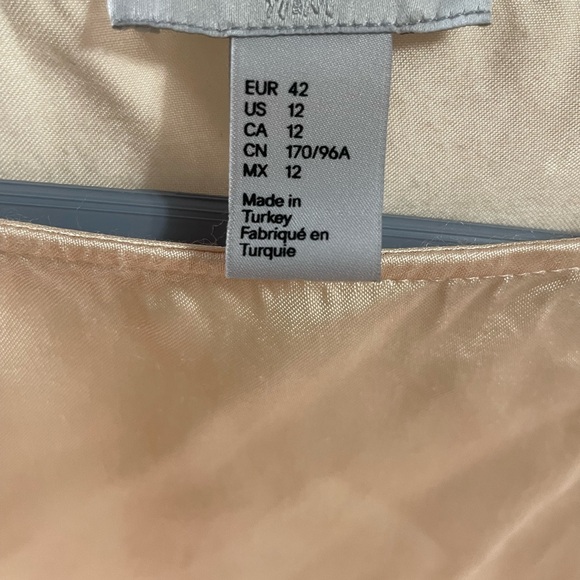 EUR 42
US 12
CA 12
CN 170/96A
MX 12
Made in
Turkey
Fabriqué en
Turquie